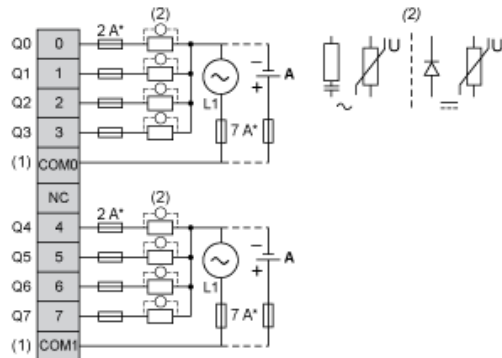 (2) (2)
Q0 0 2 A* U U
Q1 1 − A
Q2 2 +
Q3 3 L1 7 A*
(1) COM0
NC
(2)
Q4 4 2 A*
Q5 5 − A
Q6 6 +
Q7 7 L1 7 A*
(1) COM1